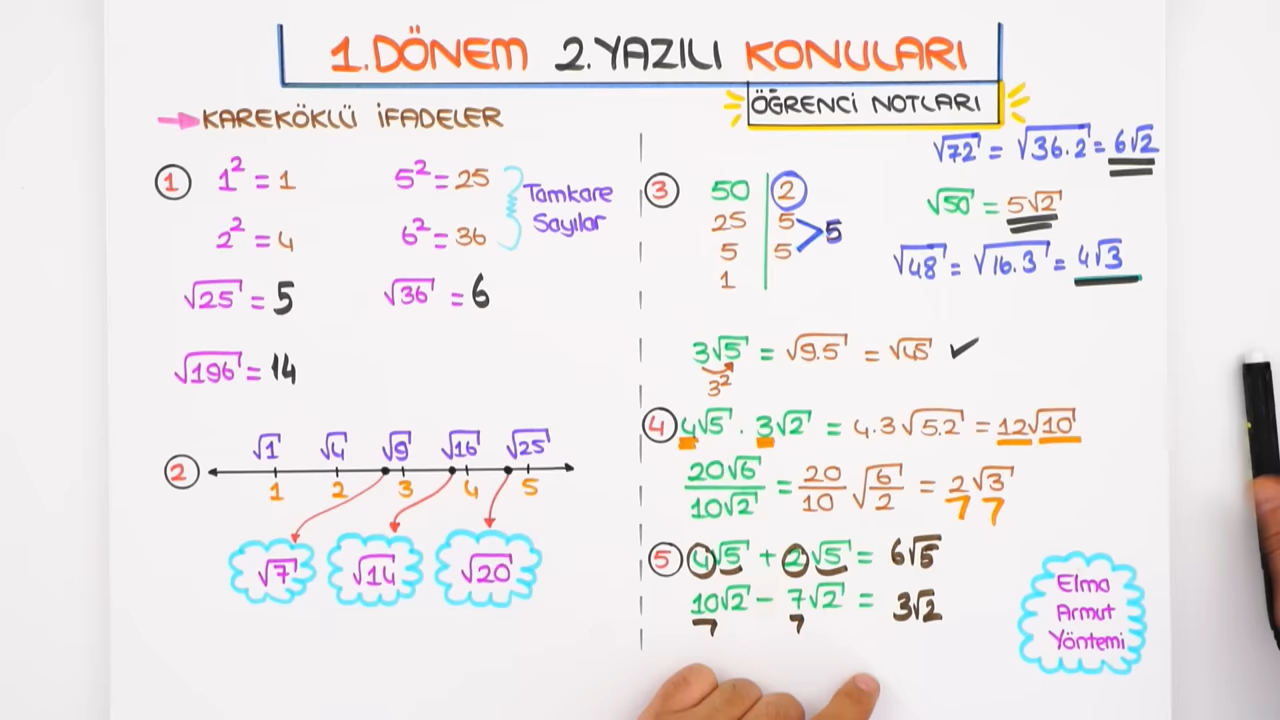 1.DÖNEM 2.YAZILI KONULARI
ÖĞRENCİ NOTLARI
KAREKÖKLÜ İFADELER
1
1² = 1
5² = 25
2² = 4
6² = 36
Tamkare
Sayılar
√25 = 5
√36 = 6
√196 = 14
2
√1 √4 √9 √16 √25
1 2 3 4 5
√7 √14 √20
3
50 | 2
25 | 5
5 | 5
1
5
√72 = √36.2 = 6√2
√50 = 5√2
√48 = √16.3 = 4√3
3√5 = √9.5 = √45 ✓
3²
4
4√5 . 3√2 = 4.3√5.2 = 12√10
20√6/10√2 = 20/10 √6/2 = 2√3
5
4√5 + 2√5 = 6√5
10√2 - 7√2 = 3√2
Elma
Armut
Yöntemi